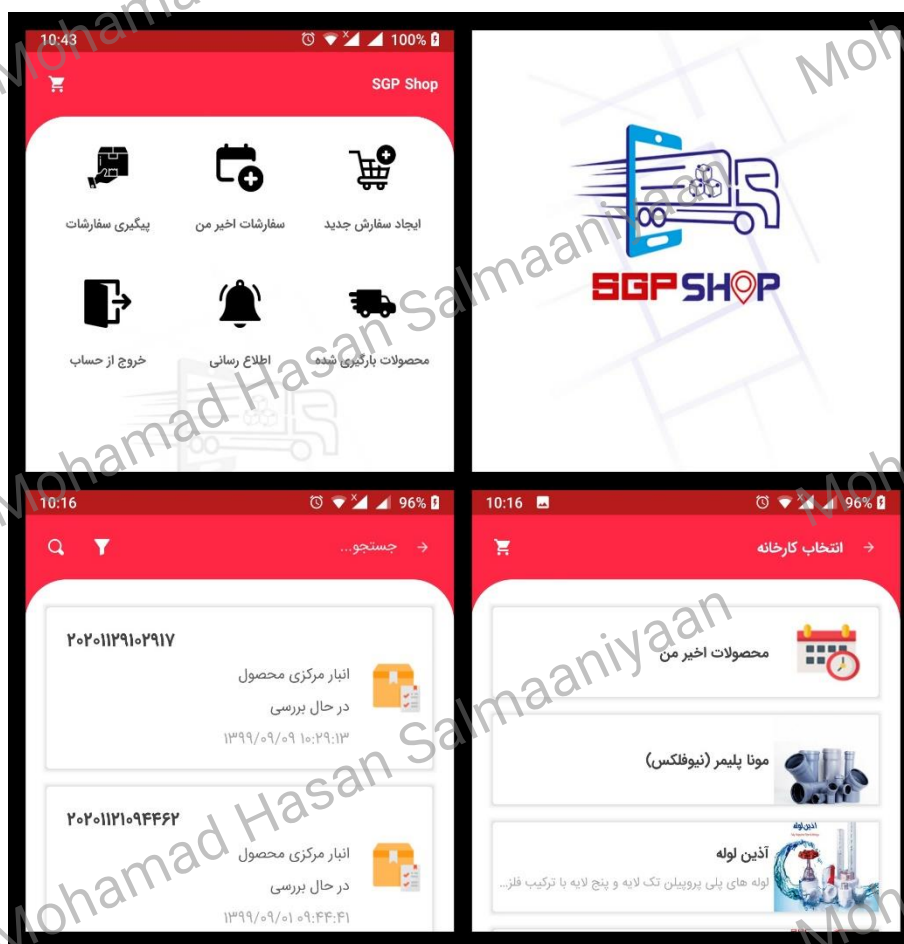 10:43
100%
SGP Shop
ایجاد سفارش جدید
سفارشات اخیر من
پیگیری سفارشات
محصولات بارگیری شده
اطلاع رسانی
خروج از حساب
SGP SHOP
10:16
96%
جستجو...
۲۰۲۰۱۱۲۹۱۰۲۹۱۷
انبار مرکزی محصول
در حال بررسی
۱۳۹۹/۰۹/۰۹ ۱۰:۲۹:۱۳
۲۰۲۰۱۱۲۱۰۹۴۴۶۲
انبار مرکزی محصول
در حال بررسی
۱۳۹۹/۰۹/۰۱ ۰۹:۴۴:۴۱
10:16
96%
انتخاب کارخانه
محصولات اخیر من
مونا پلیمر (نیوفلکس)
آذین لوله
آذین لوله
لوله های پلی پروپیلن تک لایه و پنج لایه با ترکیب فلز...
Mohamad Hasan Salmaaniyaan
Mohamad Hasan Salmaaniyaan